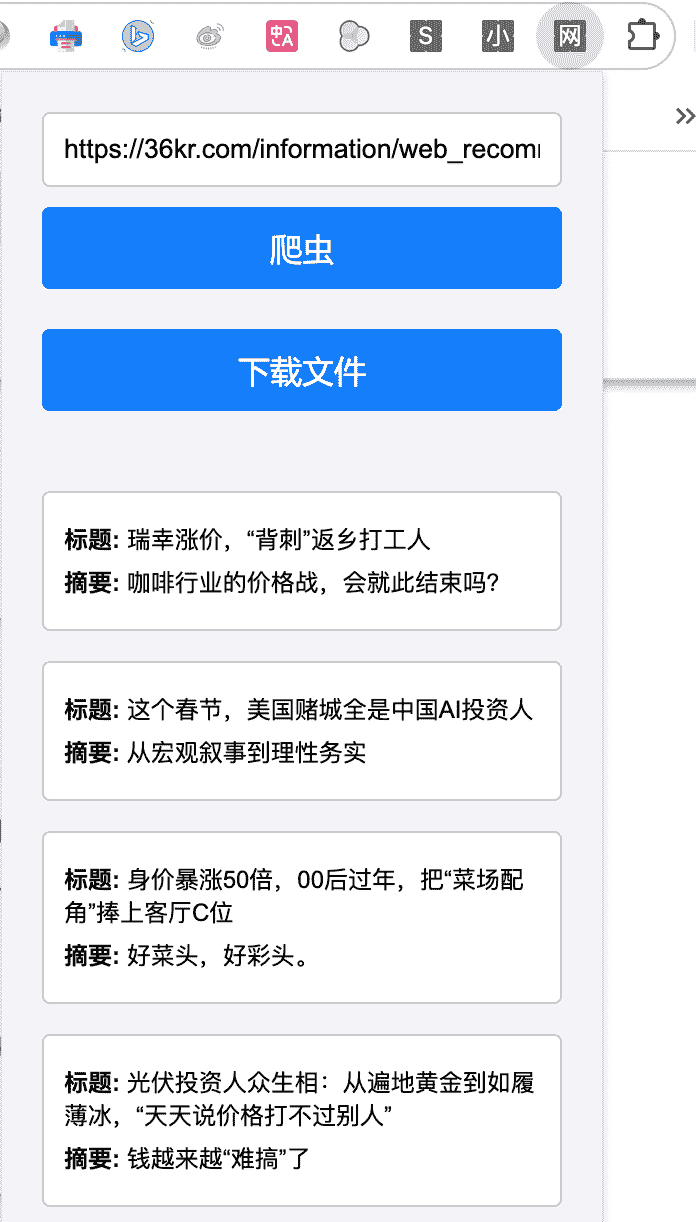 中A
S
小
网
https://36kr.com/information/web_recom
爬虫
下载文件
标题: 瑞幸涨价，“背刺”返乡打工人
摘要: 咖啡行业的价格战，会就此结束吗?
标题: 这个春节，美国赌城全是中国AI投资人
摘要: 从宏观叙事到理性务实
标题: 身价暴涨50倍，00后过年，把“菜场配
角”捧上客厅C位
摘要: 好菜头，好彩头。
标题: 光伏投资人众生相：从遍地黄金到如履
薄冰，“天天说价格打不过别人”
摘要: 钱越来越“难搞”了